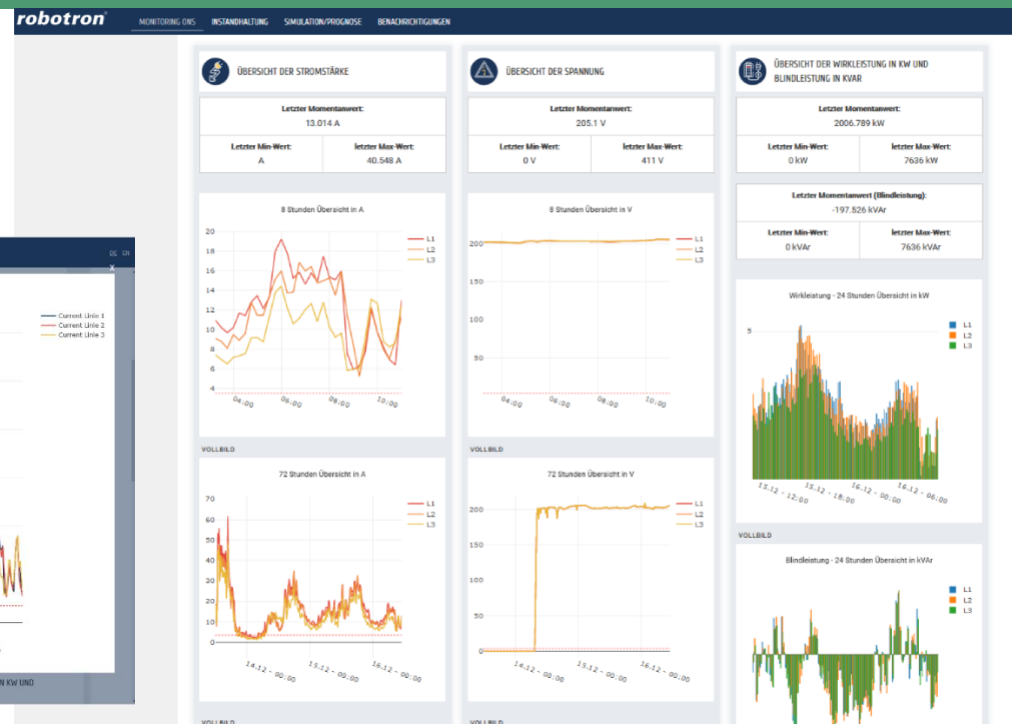 robotron
MONITORING ONS
INSTANDHALTUNG
SIMULATION/PROGNOSE
BENACHRICHTIGUNGEN
DE EN
X
Current Linie 1
Current Linie 2
Current Linie 3
N KW UND
ÜBERSICHT DER STROMSTÄRKE
Letzter Momentanwert:
13.014 A
Letzter Min-Wert:
A
letzter Max-Wert:
40.548 A
8 Stunden Übersicht in A
20
18
16
14
12
10
8
6
4
04:00
06:00
08:00
10:00
L1
L2
L3
VOLLBILD
72 Stunden Übersicht in A
70
60
50
40
30
20
10
0
14.12 - 00:00
15.12 - 00:00
16.12 - 00:00
L1
L2
L3
VOLLBILD
ÜBERSICHT DER SPANNUNG
Letzter Momentanwert:
205.1 V
Letzter Min-Wert:
0 V
letzter Max-Wert:
411 V
8 Stunden Übersicht in V
200
150
100
50
04:00
06:00
08:00
10:00
L1
L2
L3
VOLLBILD
72 Stunden Übersicht in V
200
150
100
50
0
14.12 - 00:00
15.12 - 00:00
16.12 - 00:00
L1
L2
L3
VOLLBILD
ÜBERSICHT DER WIRKLEISTUNG IN KW UND
BLINDLEISTUNG IN KVAR
Letzter Momentanwert:
2006.789 kW
Letzter Min-Wert:
0 kW
letzter Max-Wert:
7636 kW
Letzter Momentanwert (Blindleistung):
-197.526 kVAr
Letzter Min-Wert:
0 kVAr
letzter Max-Wert:
7636 kVAr
Wirkleistung - 24 Stunden Übersicht in kW
5
15.12 - 12:00
15.12 - 18:00
16.12 - 00:00
16.12 - 06:00
L1
L2
L3
VOLLBILD
Blindleistung - 24 Stunden Übersicht in kVAr
L1
L2
L3